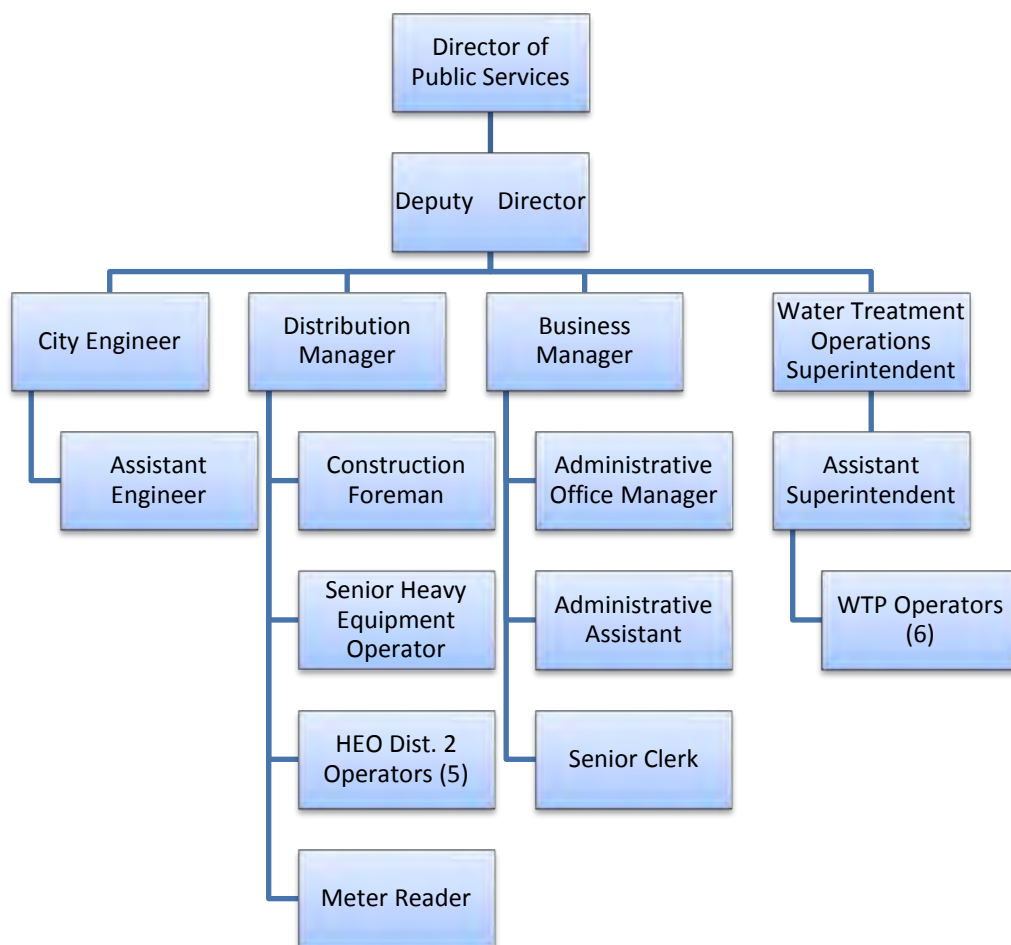 Director of
Public Services
Deputy Director
City Engineer
Distribution
Manager
Business
Manager
Water Treatment
Operations
Superintendent
Assistant
Engineer
Construction
Foreman
Administrative
Office Manager
Assistant
Superintendent
Senior Heavy
Equipment
Operator
Administrative
Assistant
WTP Operators
(6)
HEO Dist. 2
Operators (5)
Senior Clerk
Meter Reader